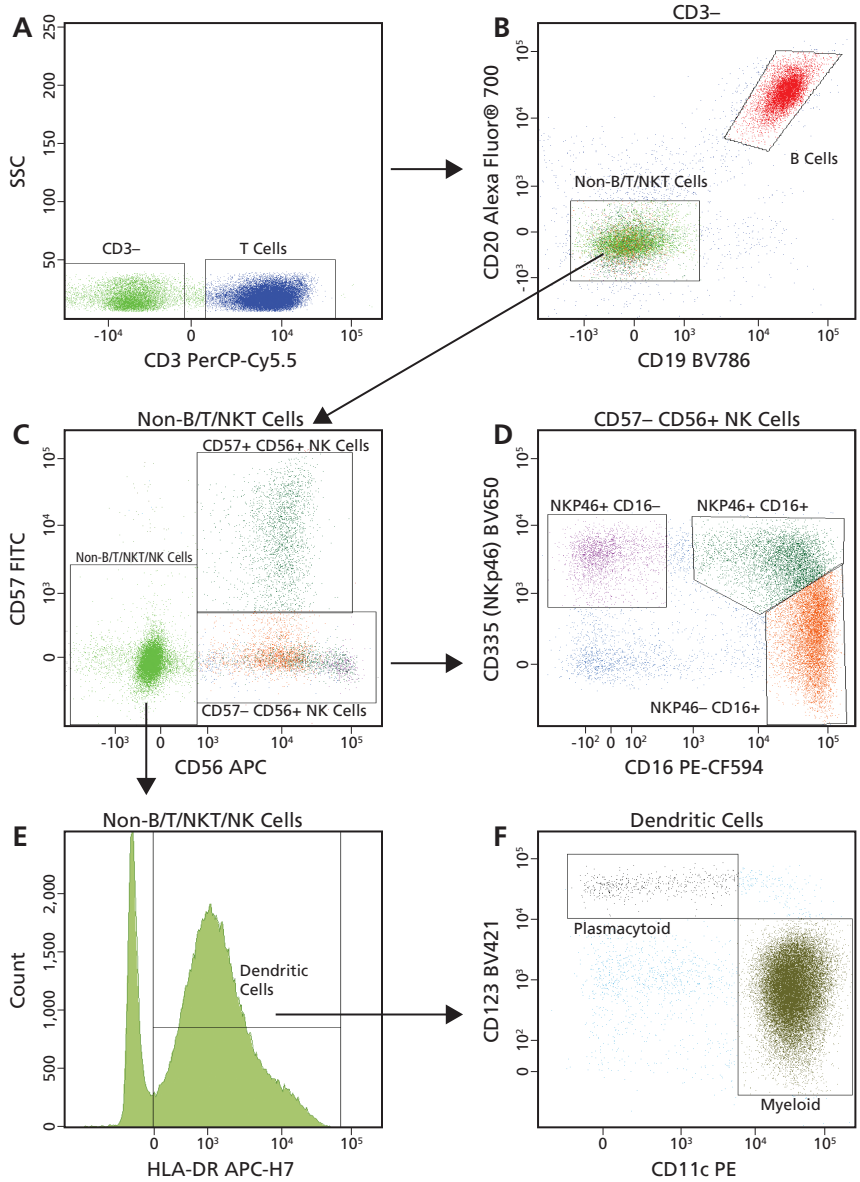 A
SSC
250
200
150
100
50
CD3–
T Cells
-10⁴
0
10⁴
10⁵
CD3 PerCP-Cy5.5
B
CD3–
CD20 Alexa Fluor® 700
10⁵
10⁴
10³
0
-10³
B Cells
Non-B/T/NKT Cells
-10³
0
10³
10⁴
10⁵
CD19 BV786
C
Non-B/T/NKT Cells
CD57 FITC
10⁵
10⁴
10³
0
CD57+ CD56+ NK Cells
Non-B/T/NKT/NK Cells
CD57– CD56+ NK Cells
-10³
0
10³
10⁴
10⁵
CD56 APC
D
CD57– CD56+ NK Cells
CD335 (NKp46) BV650
10⁵
10⁴
10³
0
NKP46+ CD16–
NKP46+ CD16+
NKP46– CD16+
-10²
0
10²
10³
10⁴
10⁵
CD16 PE-CF594
E
Non-B/T/NKT/NK Cells
Count
2,000
1,500
1,000
500
0
Dendritic
Cells
0
10³
10⁴
10⁵
HLA-DR APC-H7
F
Dendritic Cells
CD123 BV421
10⁵
10⁴
10³
10²
0
Plasmacytoid
Myeloid
0
10³
10⁴
10⁵
CD11c PE